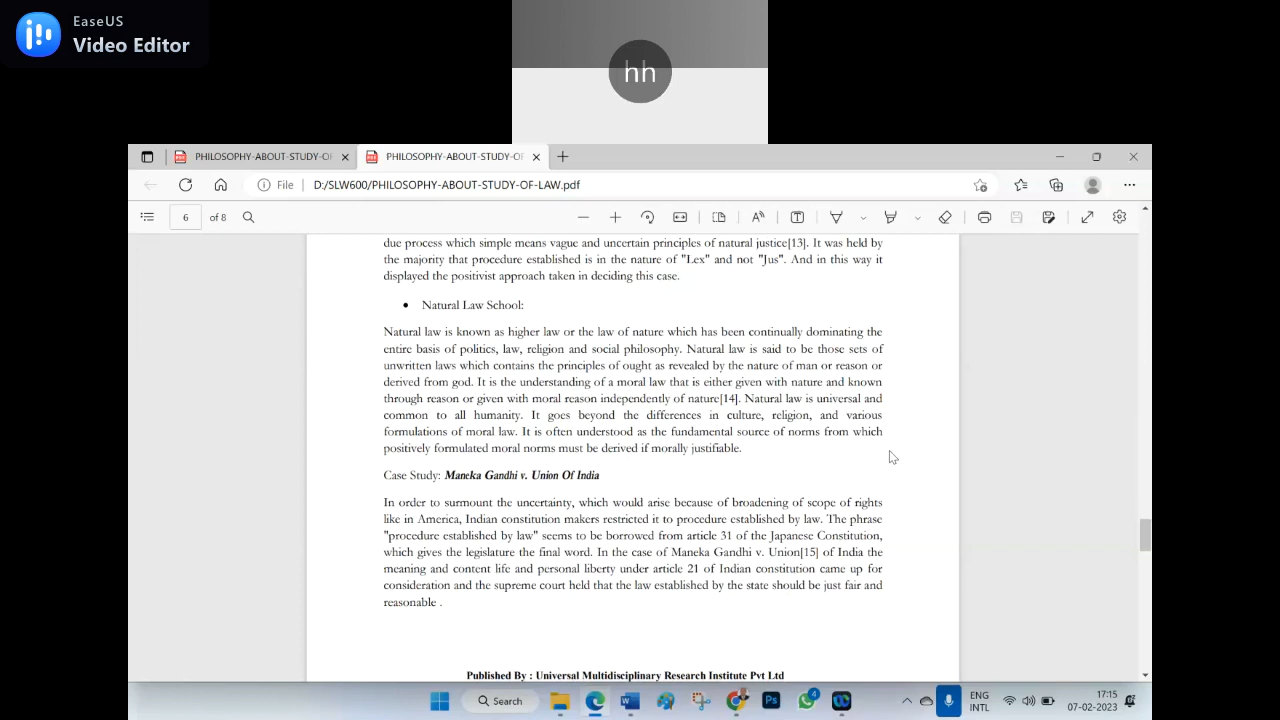 EaseUS
Video Editor
hh
PHILOSOPHY-ABOUT-STUDY-OF
PHILOSOPHY-ABOUT-STUDY-OF
File D:/SLW600/PHILOSOPHY-ABOUT-STUDY-OF-LAW.pdf
6 of 8
due process which simple means vague and uncertain principles of natural justice[13]. It was held by
the majority that procedure established is in the nature of "Lex" and not "Jus". And in this way it
displayed the positivist approach taken in deciding this case.
• Natural Law School:
Natural law is known as higher law or the law of nature which has been continually dominating the
entire basis of politics, law, religion and social philosophy. Natural law is said to be those sets of
unwritten laws which contains the principles of ought as revealed by the nature of man or reason or
derived from god. It is the understanding of a moral law that is either given with nature and known
through reason or given with moral reason independently of nature[14]. Natural law is universal and
common to all humanity. It goes beyond the differences in culture, religion, and various
formulations of moral law. It is often understood as the fundamental source of norms from which
positively formulated moral norms must be derived if morally justifiable.
Case Study: Maneka Gandhi v. Union Of India
In order to surmount the uncertainty, which would arise because of broadening of scope of rights
like in America, Indian constitution makers restricted it to procedure established by law. The phrase
"procedure established by law" seems to be borrowed from article 31 of the Japanese Constitution,
which gives the legislature the final word. In the case of Maneka Gandhi v. Union[15] of India the
meaning and content life and personal liberty under article 21 of Indian constitution came up for
consideration and the supreme court held that the law established by the state should be just fair and
reasonable .
Published By : Universal Multidisciplinary Research Institute Pvt Ltd
Search
Ps
4
ENG
INTL
17:15
07-02-2023